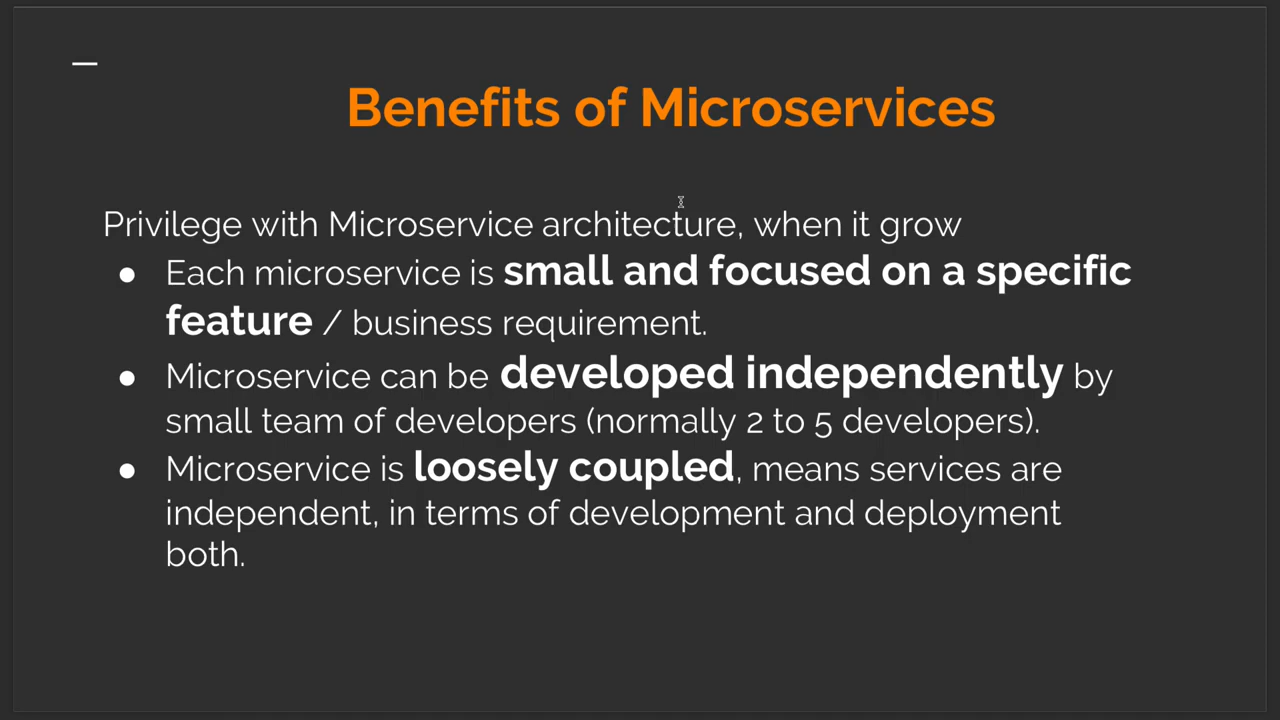 Benefits of Microservices
Privilege with Microservice architecture, when it grow
● Each microservice is small and focused on a specific
feature / business requirement.
● Microservice can be developed independently by
small team of developers (normally 2 to 5 developers).
● Microservice is loosely coupled, means services are
independent, in terms of development and deployment
both.